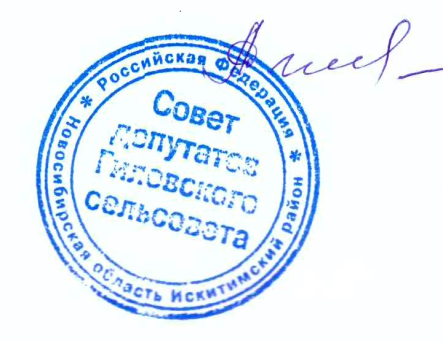 Российская Федерация * Новосибирская область Искитимский район *
Совет
депутатов
Гилевского
сельсовета